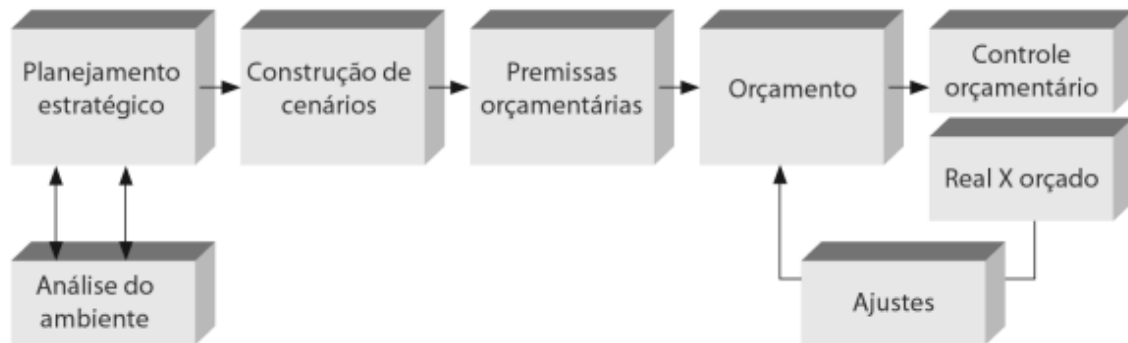 Planejamento
estratégico
Construção de
cenários
Premissas
orçamentárias
Orçamento
Controle
orçamentário
Real X orçado
Análise do
ambiente
Ajustes